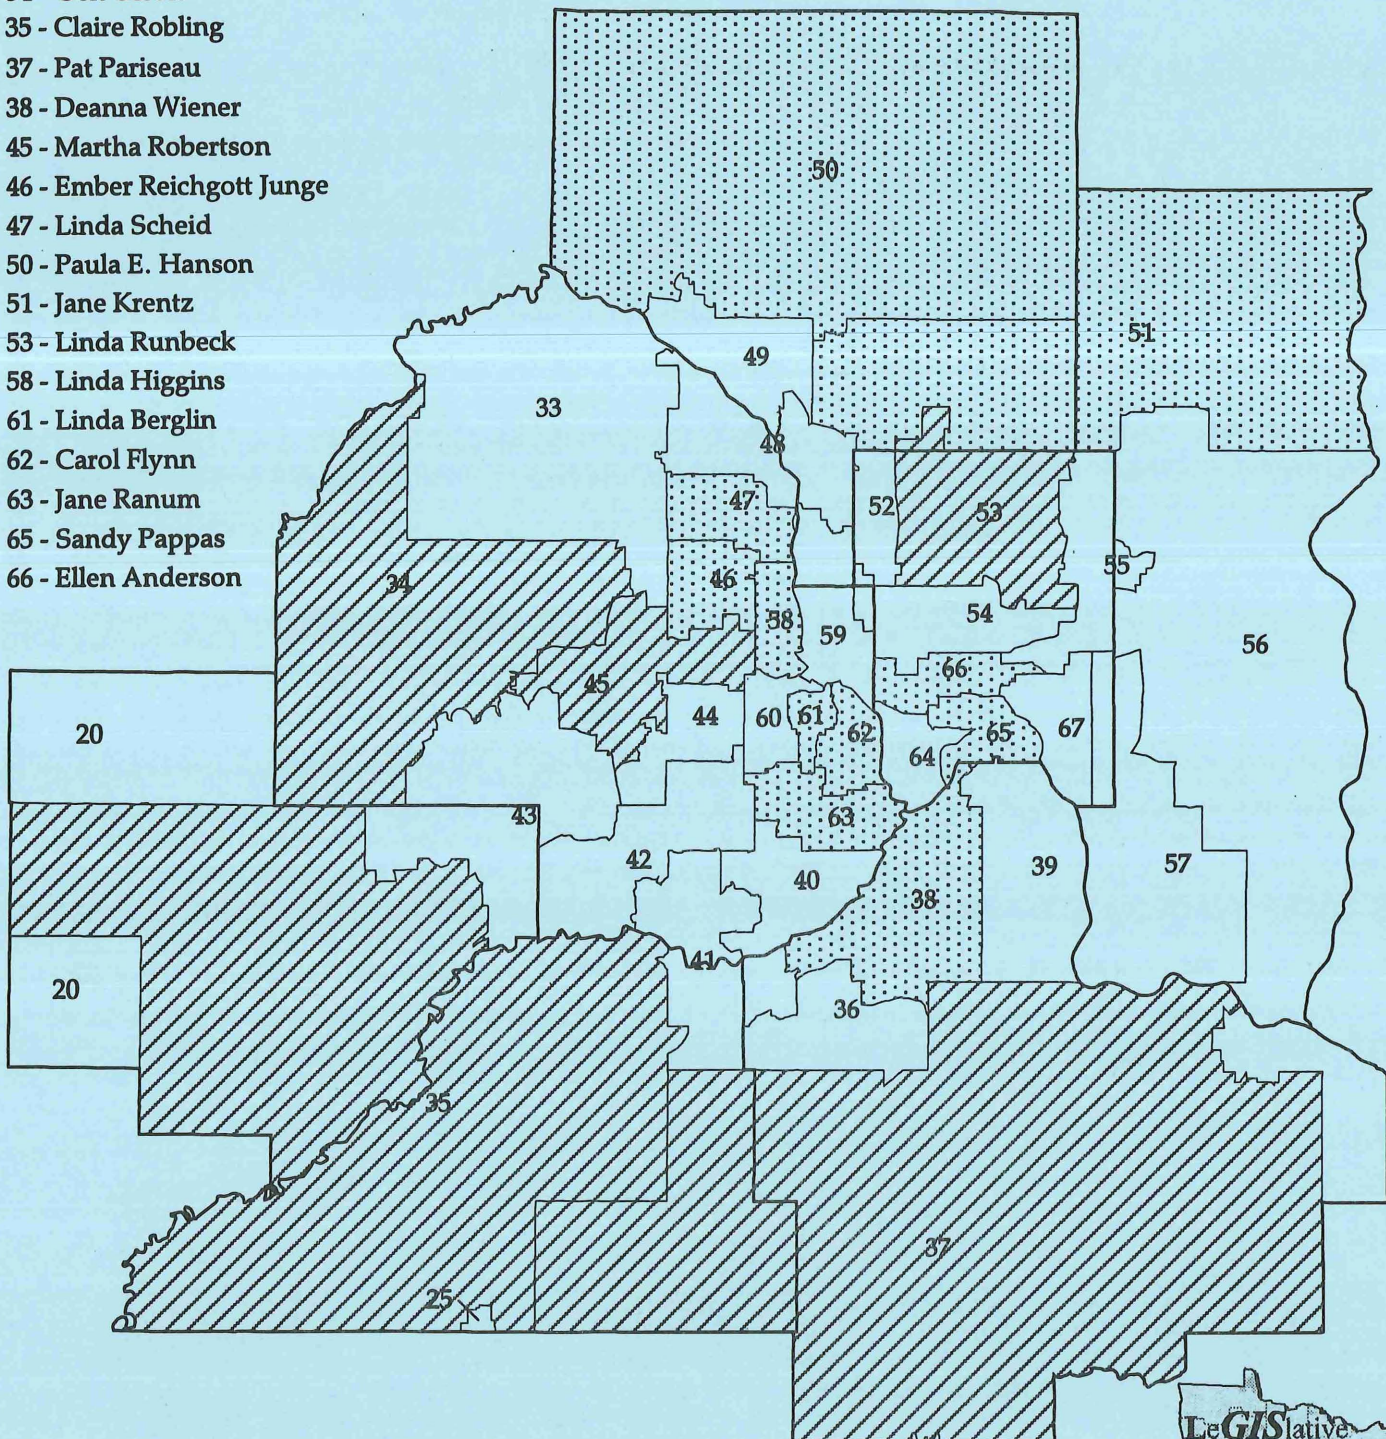 35 - Claire Robling
37 - Pat Pariseau
38 - Deanna Wiener
45 - Martha Robertson
46 - Ember Reichgott Junge
47 - Linda Scheid
50 - Paula E. Hanson
51 - Jane Krentz
53 - Linda Runbeck
58 - Linda Higgins
61 - Linda Berglin
62 - Carol Flynn
63 - Jane Ranum
65 - Sandy Pappas
66 - Ellen Anderson
50
51
49
33
48
47
52
53
34
46
55
58
54
59
56
66
45
20
44
60
61
62
65
67
64
43
63
42
40
39
57
38
41
20
36
35
37
25
LeGISlative